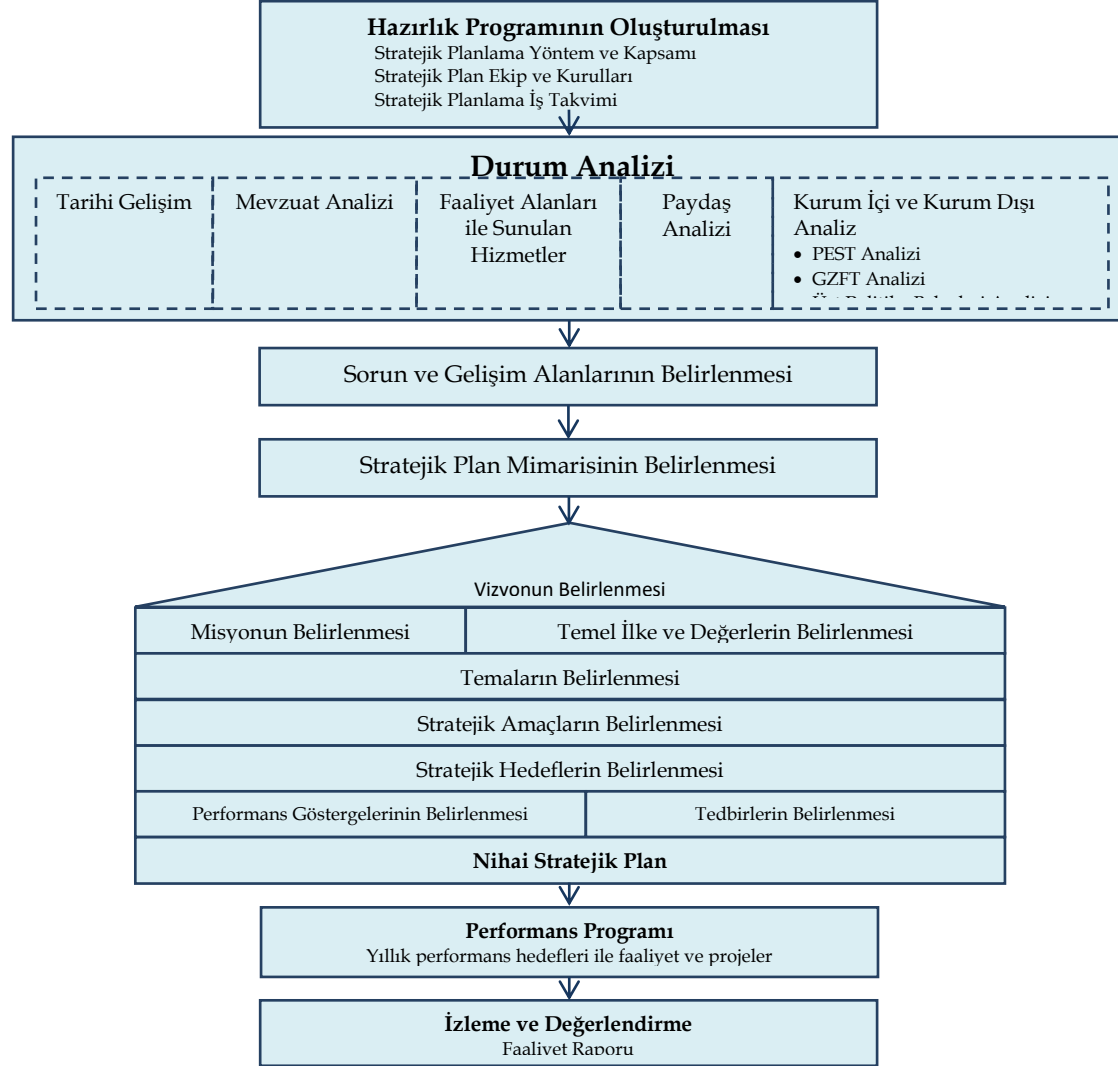 Hazırlık Programının Oluşturulması
Stratejik Planlama Yöntem ve Kapsamı
Stratejik Plan Ekip ve Kurulları
Stratejik Planlama İş Takvimi
Durum Analizi
Tarihi Gelişim
Mevzuat Analizi
Faaliyet Alanları
ile Sunulan
Hizmetler
Paydaş
Analizi
Kurum İçi ve Kurum Dışı
Analiz
• PEST Analizi
• GZFT Analizi
Sorun ve Gelişim Alanlarının Belirlenmesi
Stratejik Plan Mimarisinin Belirlenmesi
Vizyonun Belirlenmesi
Misyonun Belirlenmesi
Temel İlke ve Değerlerin Belirlenmesi
Temaların Belirlenmesi
Stratejik Amaçların Belirlenmesi
Stratejik Hedeflerin Belirlenmesi
Performans Göstergelerinin Belirlenmesi
Tedbirlerin Belirlenmesi
Nihai Stratejik Plan
Performans Programı
Yıllık performans hedefleri ile faaliyet ve projeler
İzleme ve Değerlendirme
Faaliyet Raporu